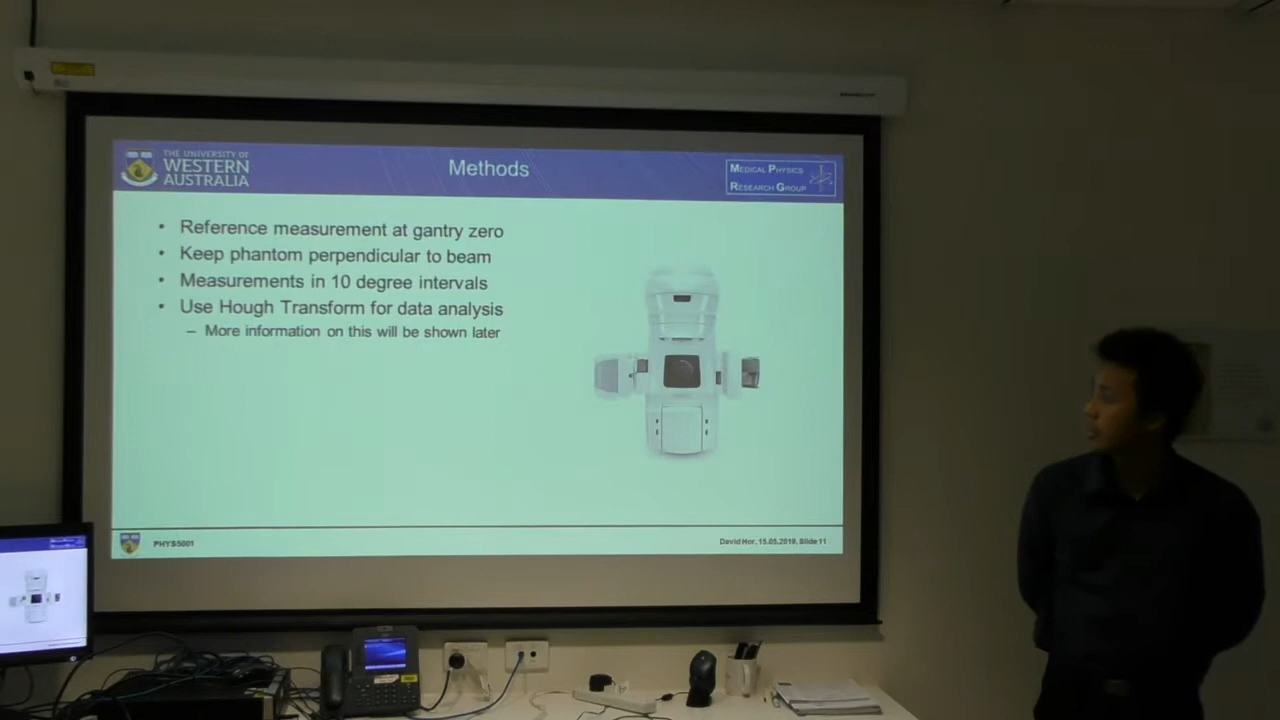 THE UNIVERSITY OF
WESTERN
AUSTRALIA
Methods
MEDICAL PHYSICS
RESEARCH GROUP
• Reference measurement at gantry zero
• Keep phantom perpendicular to beam
• Measurements in 10 degree intervals
• Use Hough Transform for data analysis
– More information on this will be shown later
PHYS5001
David Hor, 15.05.2019, Slide 11